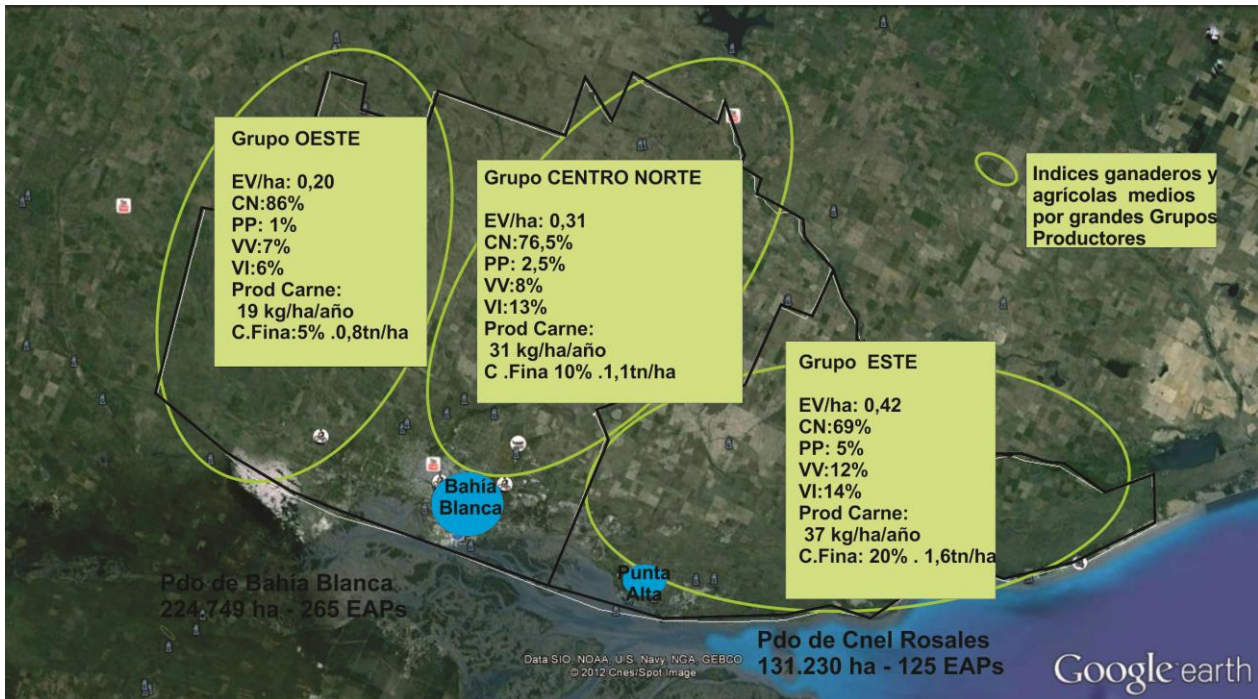 Grupo OESTE
EV/ha: 0,20
CN:86%
PP: 1%
VV:7%
VI:6%
Prod Carne:
19 kg/ha/año
C.Fina:5% .0,8tn/ha
Grupo CENTRO NORTE
EV/ha: 0,31
CN:76,5%
PP: 2,5%
VV:8%
VI:13%
Prod Carne:
31 kg/ha/año
C .Fina 10% .1,1tn/ha
Indices ganaderos y
agrícolas medios
por grandes Grupos
Productores
Grupo ESTE
EV/ha: 0,42
CN:69%
PP: 5%
VV:12%
VI:14%
Prod Carne:
37 kg/ha/año
C.Fina: 20% . 1,6tn/ha
Bahía
Blanca
Punta
Alta
Pdo de Bahía Blanca
224.749 ha - 265 EAPs
Pdo de Cnel Rosales
131.230 ha - 125 EAPs
Data SIO, NOAA, U.S. Navy, NGA, GEBCO
© 2012 Cnes/Spot Image
Google earth